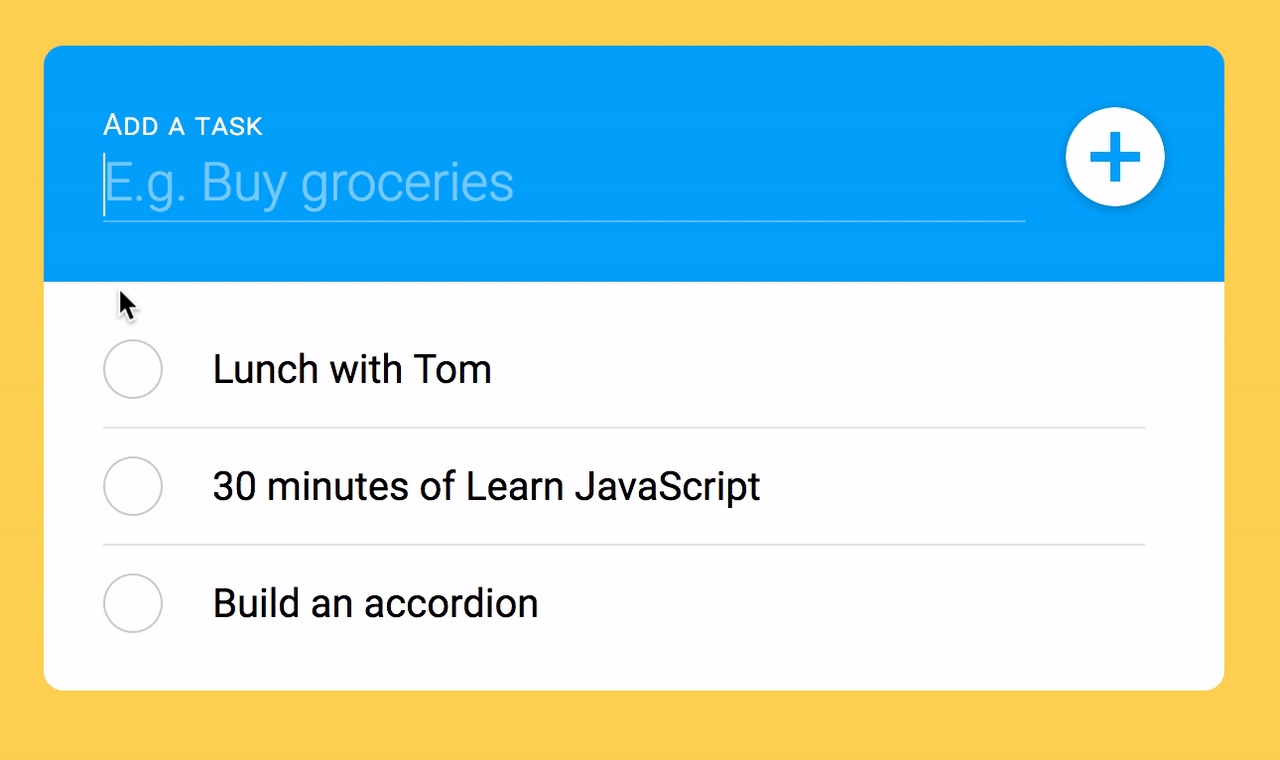 Add a task
E.g. Buy groceries
Lunch with Tom
30 minutes of Learn JavaScript
Build an accordion